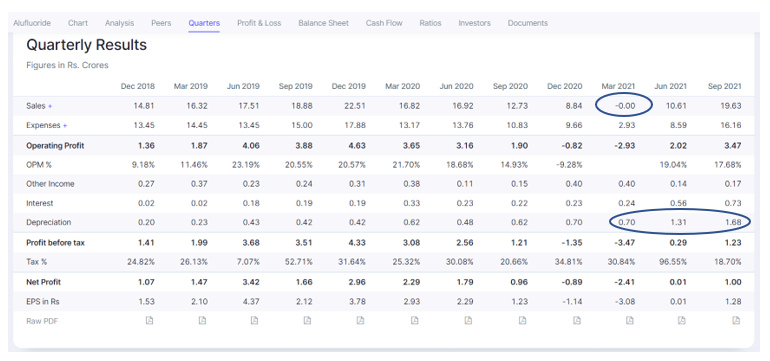 Alufluoride Chart Analysis Peers Quarters Profit & Loss Balance Sheet Cash Flow Ratios Investors Documents
Quarterly Results
Figures in Rs. Crores
Dec 2018 Mar 2019 Jun 2019 Sep 2019 Dec 2019 Mar 2020 Jun 2020 Sep 2020 Dec 2020 Mar 2021 Jun 2021 Sep 2021
Sales + 14.81 16.32 17.51 18.88 22.51 16.82 16.92 12.73 8.84 -0.00 10.61 19.63
Expenses + 13.45 14.45 13.45 15.00 17.88 13.17 13.76 10.83 9.66 2.93 8.59 16.16
Operating Profit 1.36 1.87 4.06 3.88 4.63 3.65 3.16 1.90 -0.82 -2.93 2.02 3.47
OPM % 9.18% 11.46% 23.19% 20.55% 20.57% 21.70% 18.68% 14.93% -9.28% 19.04% 17.68%
Other Income 0.27 0.37 0.23 0.24 0.31 0.38 0.11 0.15 0.40 0.40 0.14 0.17
Interest 0.02 0.02 0.18 0.19 0.19 0.33 0.23 0.22 0.23 0.24 0.56 0.73
Depreciation 0.20 0.23 0.43 0.42 0.42 0.62 0.48 0.62 0.70 0.70 1.31 1.68
Profit before tax 1.41 1.99 3.68 3.51 4.33 3.08 2.56 1.21 -1.35 -3.47 0.29 1.23
Tax % 24.82% 26.13% 7.07% 52.71% 31.64% 25.32% 30.08% 20.66% 34.81% 30.84% 96.55% 18.70%
Net Profit 1.07 1.47 3.42 1.66 2.96 2.29 1.79 0.96 -0.89 -2.41 0.01 1.00
EPS in Rs 1.53 2.10 4.37 2.12 3.78 2.93 2.29 1.23 -1.14 -3.08 0.01 1.28
Raw PDF